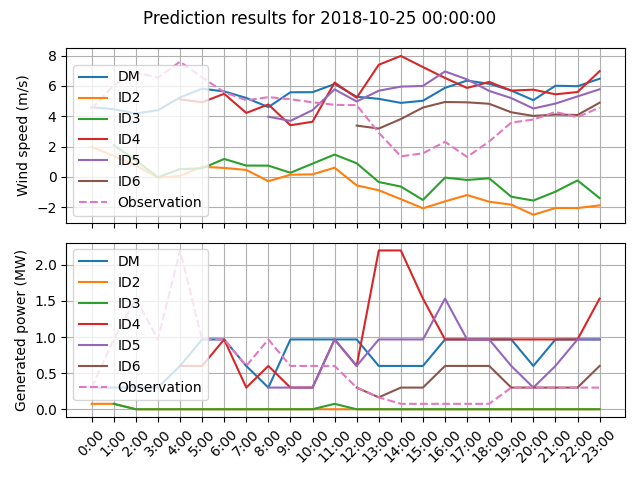 Prediction results for 2018-10-25 00:00:00
Wind speed (m/s)
8
6
4
2
0
−2
DM
ID2
ID3
ID4
ID5
ID6
Observation
Generated power (MW)
2.0
1.5
1.0
0.5
0.0
DM
ID2
ID3
ID4
ID5
ID6
Observation
0:00
1:00
2:00
3:00
4:00
5:00
6:00
7:00
8:00
9:00
10:00
11:00
12:00
13:00
14:00
15:00
16:00
17:00
18:00
19:00
20:00
21:00
22:00
23:00